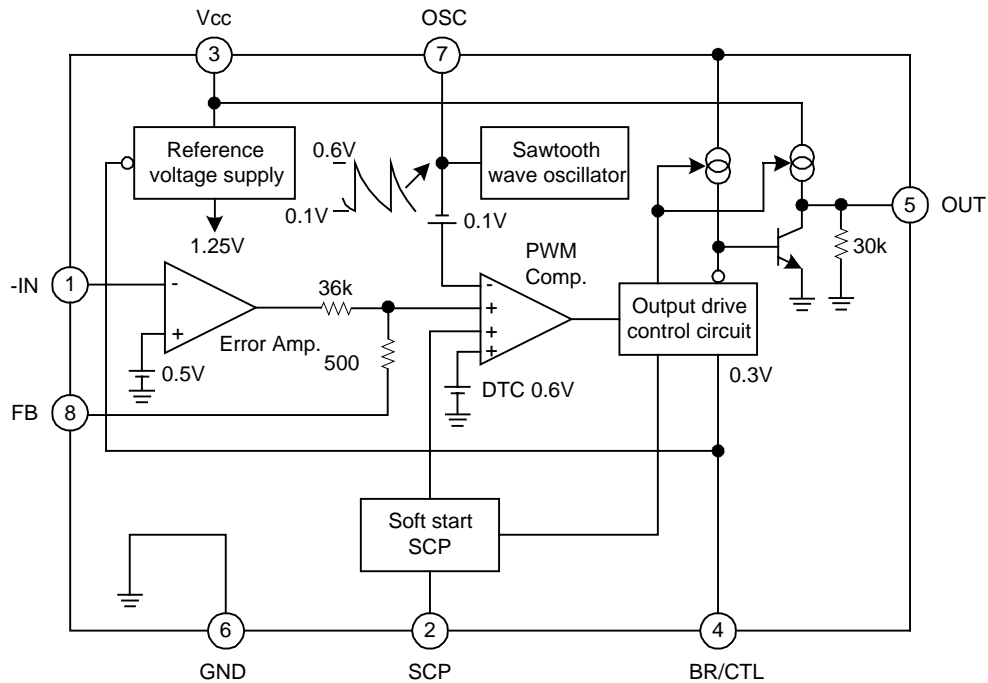 Vcc
OSC
3
7
Reference
voltage supply
0.6V
0.1V
Sawtooth
wave oscillator
0.1V
1.25V
5
OUT
30k
PWM
Comp.
-IN
1
-
+
36k
-
+
+
+
Output drive
control circuit
Error Amp.
500
0.5V
DTC 0.6V
0.3V
FB
8
Soft start
SCP
6
2
4
GND
SCP
BR/CTL